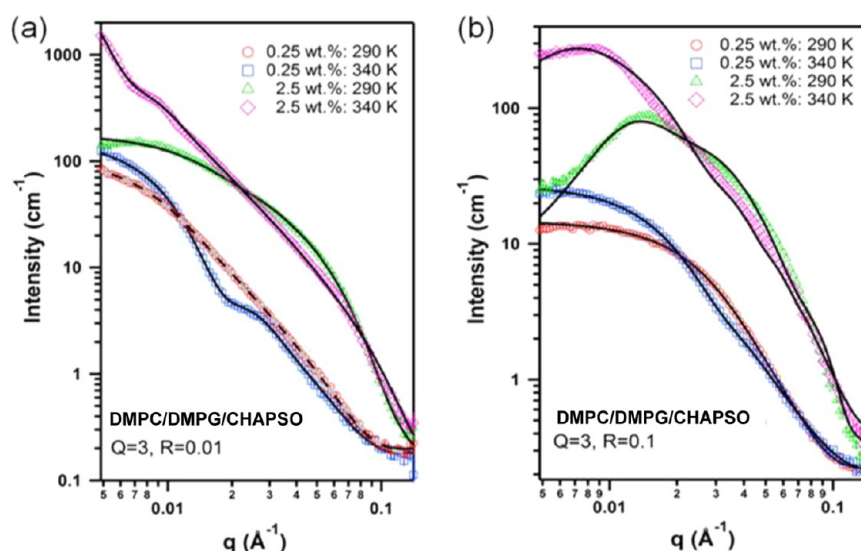 (a)
1000
100
10
1
0.1
Intensity (cm⁻¹)
0.25 wt.%: 290 K
0.25 wt.%: 340 K
2.5 wt.%: 290 K
2.5 wt.%: 340 K
DMPC/DMPG/CHAPSO
Q=3, R=0.01
5 6 7 8 0.01 2 3 4 5 6 7 8 0.1
q (Å⁻¹)
(b)
100
10
1
Intensity (cm⁻¹)
0.25 wt.%: 290 K
0.25 wt.%: 340 K
2.5 wt.%: 290 K
2.5 wt.%: 340 K
DMPC/DMPG/CHAPSO
Q=3, R=0.1
5 6 7 8 9 0.01 2 3 4 5 6 7 8 9 0.1
q (Å⁻¹)